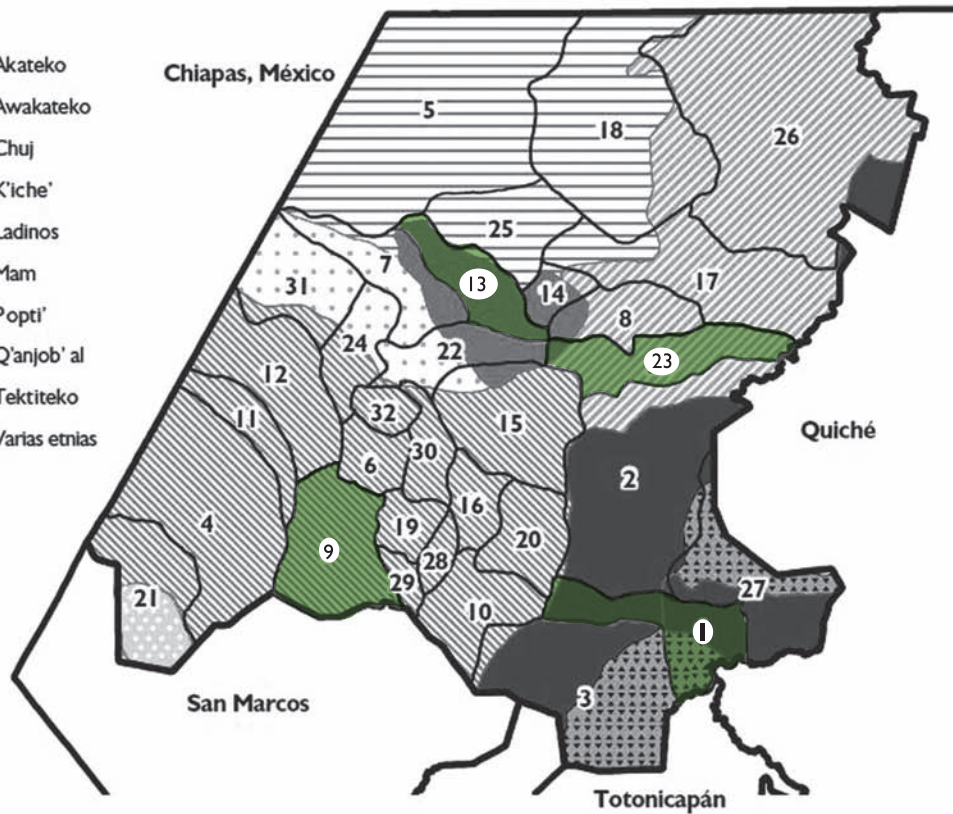 Akateko
Awakateko
Chuj
K'iche'
Ladinos
Mam
Popti'
Q'anjob' al
Tektiteko
Varias etnias
Chiapas, México
5
18
26
25
7
13
14
17
31
8
24
22
23
12
32
11
15
Quiché
30
6
2
16
4
19
9
20
28
29
27
21
10
1
3
San Marcos
Totonicapán